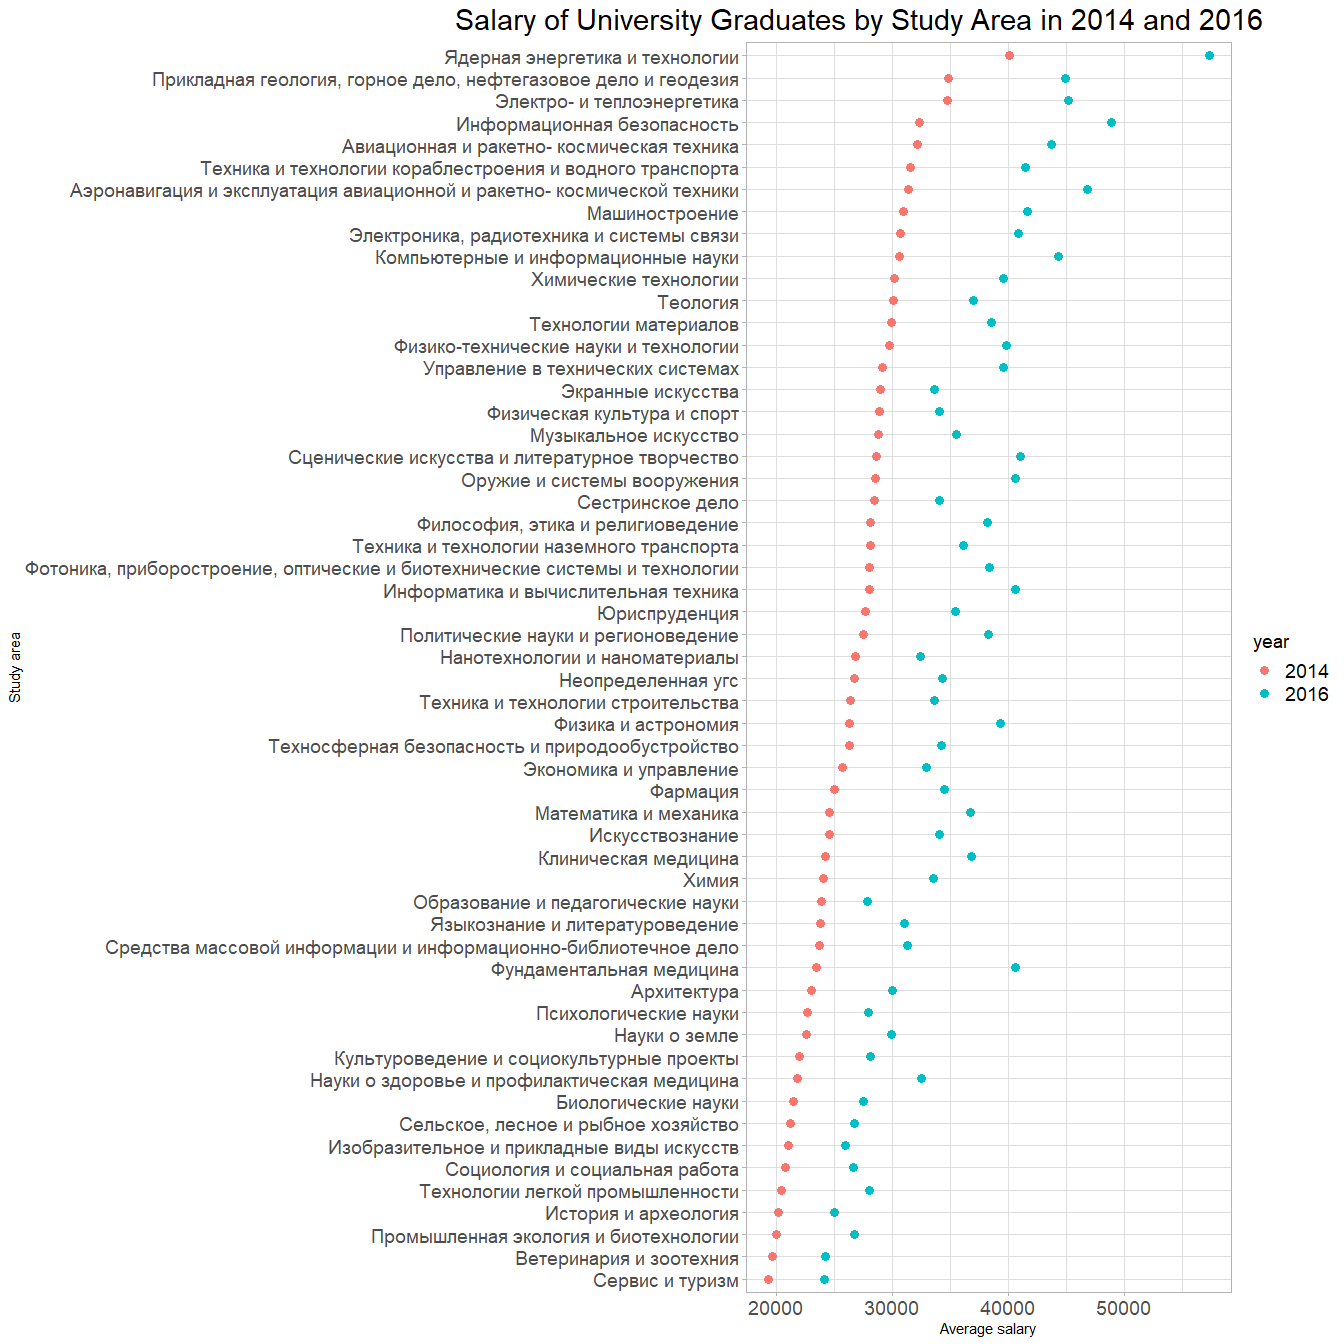 Salary of University Graduates by Study Area in 2014 and 2016
Ядерная энергетика и технологии
Прикладная геология, горное дело, нефтегазовое дело и геодезия
Электро- и теплоэнергетика
Информационная безопасность
Авиационная и ракетно- космическая техника
Техника и технологии кораблестроения и водного транспорта
Аэронавигация и эксплуатация авиационной и ракетно- космической техники
Машиностроение
Электроника, радиотехника и системы связи
Компьютерные и информационные науки
Химические технологии
Теология
Технологии материалов
Физико-технические науки и технологии
Управление в технических системах
Экранные искусства
Физическая культура и спорт
Музыкальное искусство
Сценические искусства и литературное творчество
Оружие и системы вооружения
Сестринское дело
Философия, этика и религиоведение
Техника и технологии наземного транспорта
Фотоника, приборостроение, оптические и биотехнические системы и технологии
Информатика и вычислительная техника
Юриспруденция
Политические науки и регионоведение
Нанотехнологии и наноматериалы
Неопределенная угс
Техника и технологии строительства
Физика и астрономия
Техносферная безопасность и природообустройство
Экономика и управление
Фармация
Математика и механика
Искусствознание
Клиническая медицина
Химия
Образование и педагогические науки
Языкознание и литературоведение
Средства массовой информации и информационно-библиотечное дело
Фундаментальная медицина
Архитектура
Психологические науки
Науки о земле
Культуроведение и социокультурные проекты
Науки о здоровье и профилактическая медицина
Биологические науки
Сельское, лесное и рыбное хозяйство
Изобразительное и прикладные виды искусств
Социология и социальная работа
Технологии легкой промышленности
История и археология
Промышленная экология и биотехнологии
Ветеринария и зоотехния
Сервис и туризм
20000 30000 40000 50000
Average salary
Study area
year
2014
2016